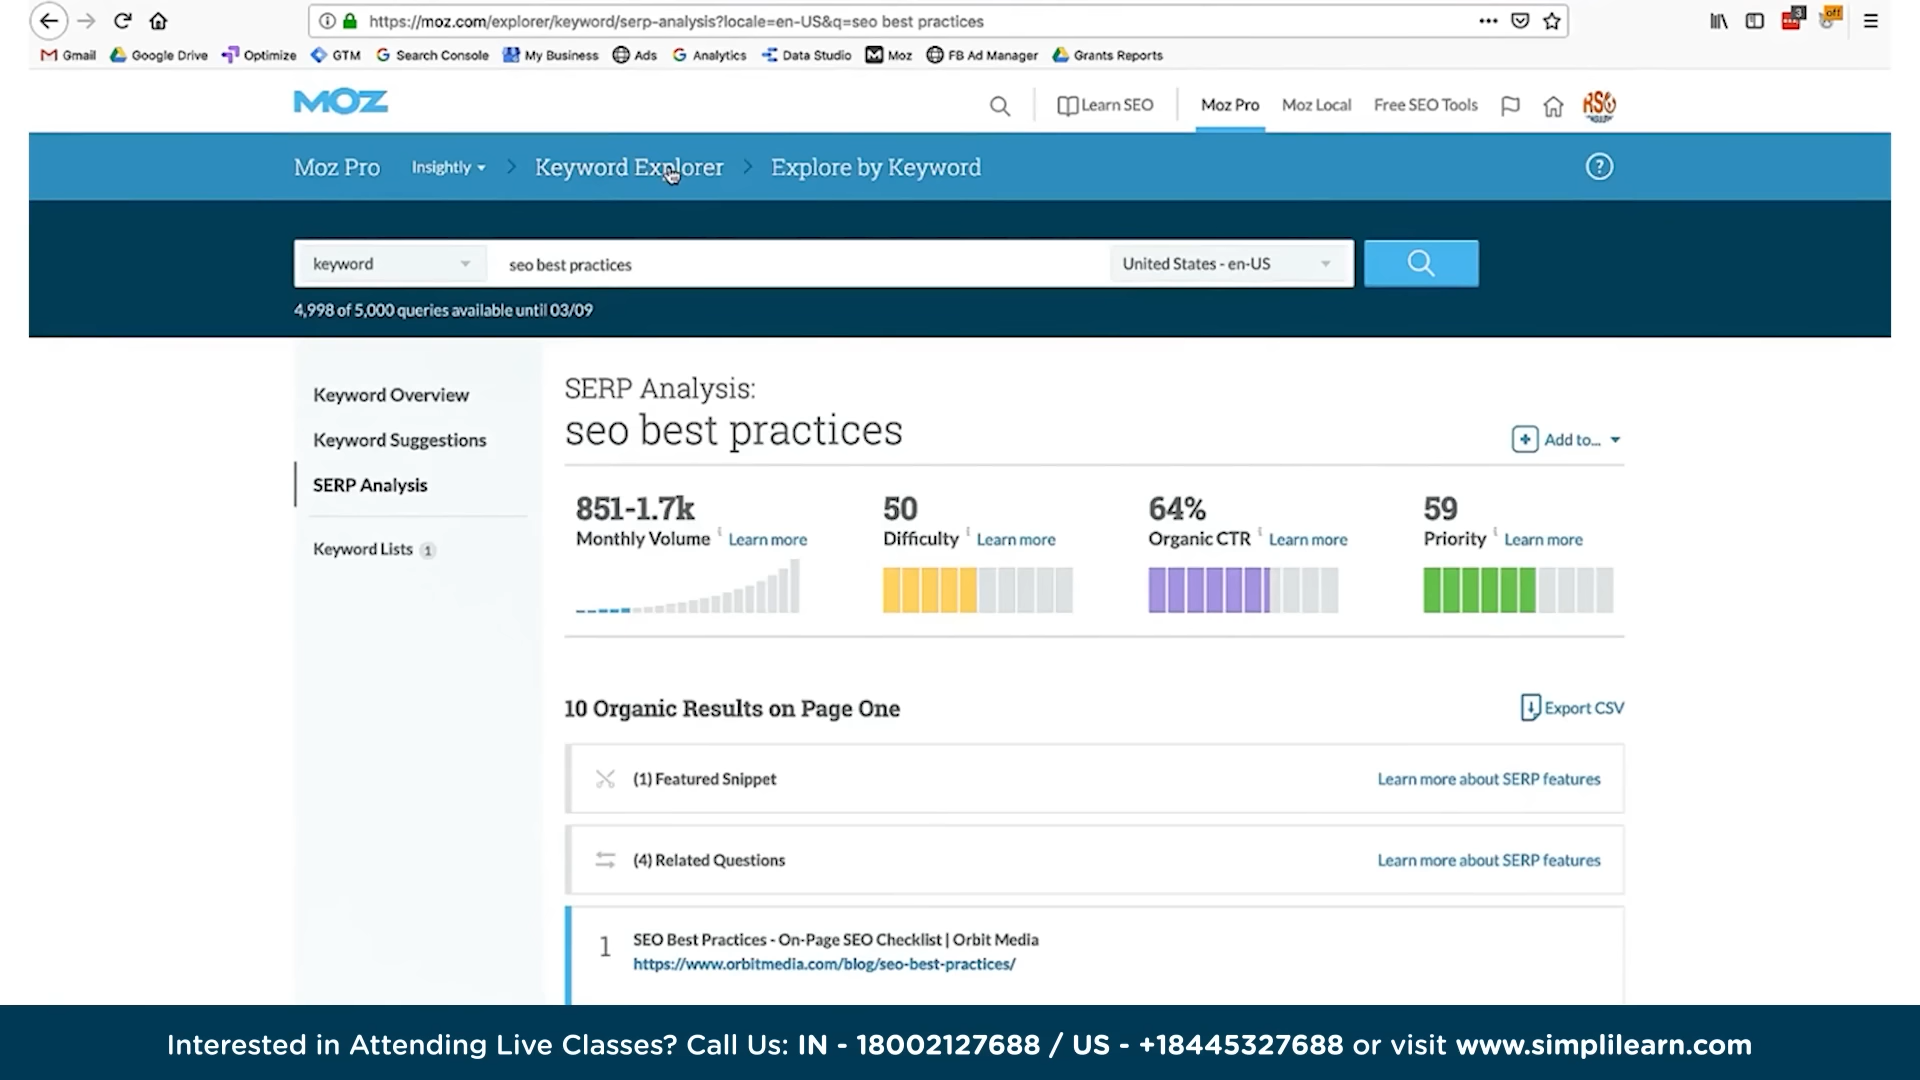 https://moz.com/explorer/keyword/serp-analysis?locale=en-US&q=seo best practices
3
off
Gmail Google Drive Optimize GTM Search Console My Business Ads Analytics Data Studio Moz FB Ad Manager Grants Reports
MOZ
Learn SEO Moz Pro Moz Local Free SEO Tools
RSO
Moz Pro Insightly > Keyword Explorer > Explore by Keyword
?
keyword seo best practices United States - en-US
4,998 of 5,000 queries available until 03/09
Keyword Overview
Keyword Suggestions
SERP Analysis
Keyword Lists 1
SERP Analysis:
seo best practices
Add to...
851-1.7k 50 64% 59
Monthly Volume Learn more Difficulty Learn more Organic CTR Learn more Priority Learn more
10 Organic Results on Page One Export CSV
(1) Featured Snippet Learn more about SERP features
(4) Related Questions Learn more about SERP features
1 SEO Best Practices - On-Page SEO Checklist | Orbit Media
https://www.orbitmedia.com/blog/seo-best-practices/
Interested in Attending Live Classes? Call Us: IN - 18002127688 / US - +18445327688 or visit www.simplilearn.com